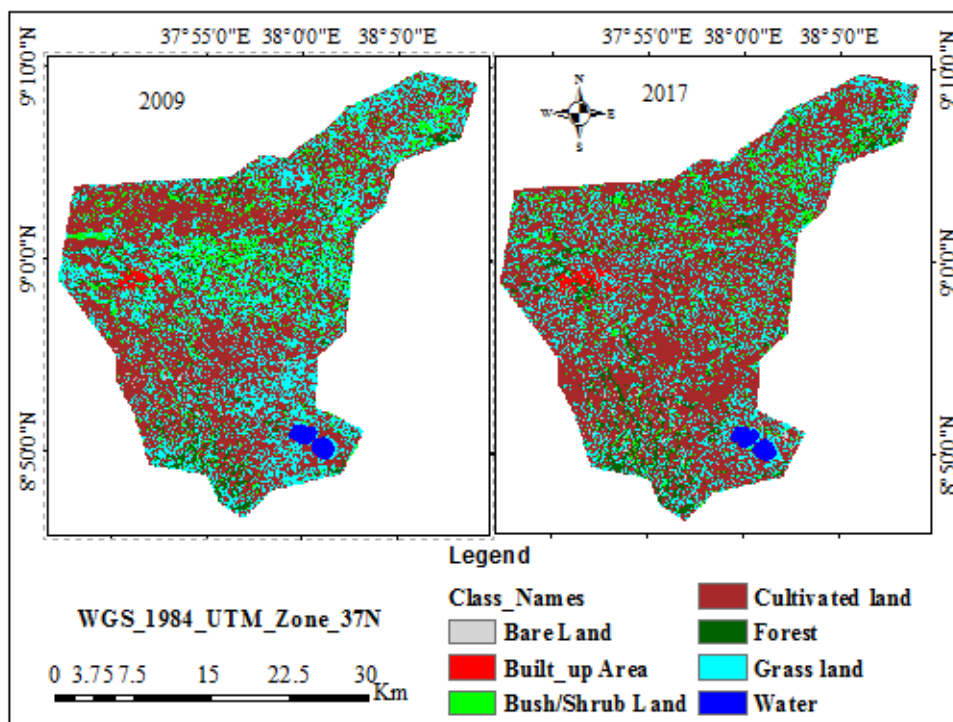 37°55'0"E 38°0'0"E 38°5'0"E
37°55'0"E 38°0'0"E 38°5'0"E
9°10'0"N
9°0'0"N
8°50'0"N
2009
2017
N
W
E
S
9°10'0"N
9°0'0"N
8°50'0"N
Legend
Class_Names
Bare Land
Built_up Area
Bush/Shrub Land
Cultivated land
Forest
Grass land
Water
WGS_1984_UTM_Zone_37N
0 3.75 7.5 15 22.5 30
Km